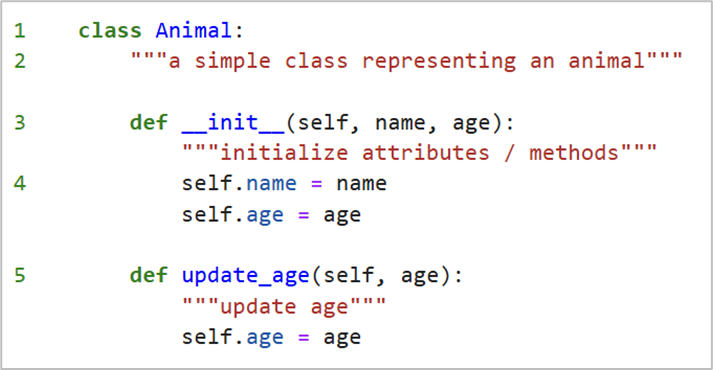 1 class Animal:
2 """a simple class representing an animal"""
3 def __init__(self, name, age):
"""initialize attributes / methods"""
4 self.name = name
self.age = age
5 def update_age(self, age):
"""update age"""
self.age = age